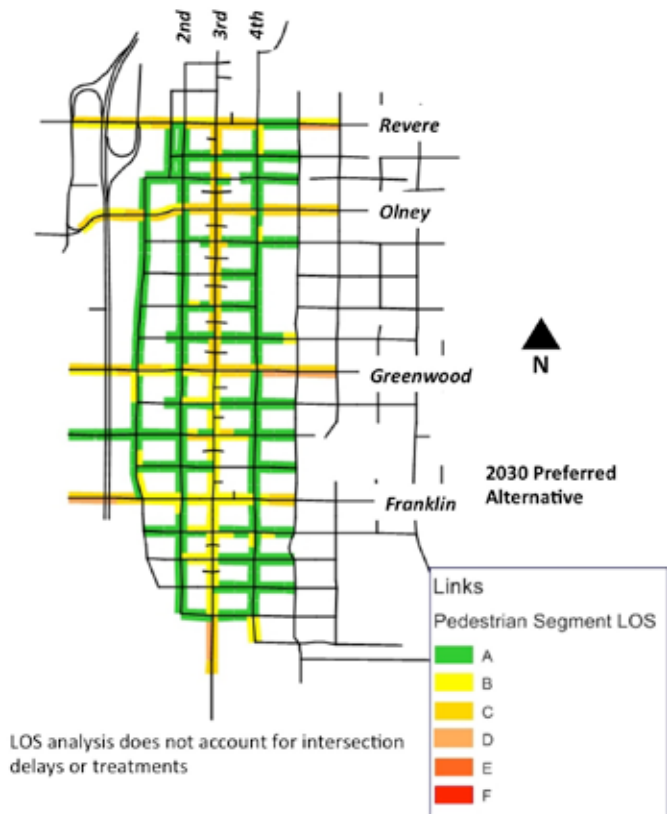 2nd
3rd
4th
Revere
Olney
N
Greenwood
2030 Preferred
Alternative
Franklin
Links
Pedestrian Segment LOS
A
B
C
D
E
F
LOS analysis does not account for intersection
delays or treatments